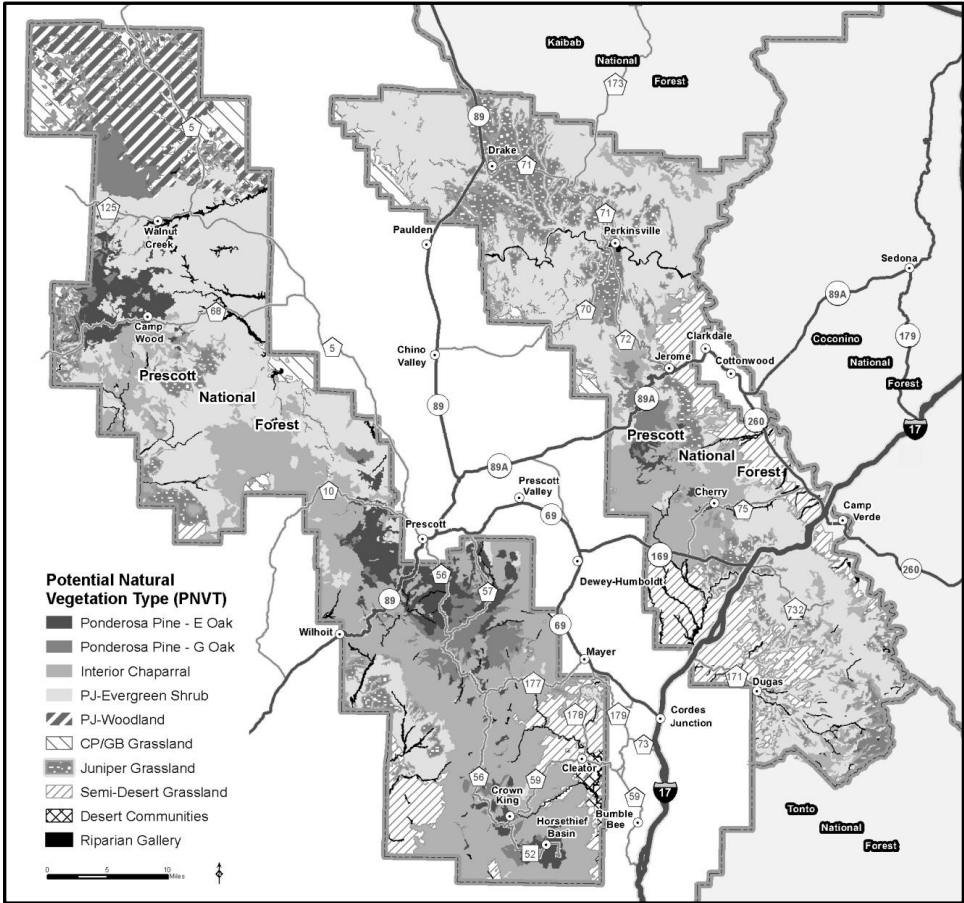 Kaibab
National
Forest
173
5
89
Drake
71
125
Walnut
Creek
71
Perkinsville
Paulden
Sedona
89A
179
Coconino
National
Forest
68
Camp
Wood
5
70
72
Clarkdale
Jerome
Cottonwood
Chino
Valley
Prescott
National
Forest
89
89A
260
17
Prescott
National
Forest
89A
Prescott
Valley
69
10
Prescott
Cherry
75
Camp
Verde
260
169
Dewey-Humboldt
56
57
89
Wilhoit
69
732
Mayer
177
171
Dugas
178
179
Cordes
Junction
73
Cleator
56
59
17
59
Crown
King
Bumble
Bee
Horsethief
Basin
52
Tonto
National
Forest
Potential Natural
Vegetation Type (PNVT)
Ponderosa Pine - E Oak
Ponderosa Pine - G Oak
Interior Chaparral
PJ-Evergreen Shrub
PJ-Woodland
CP/GB Grassland
Juniper Grassland
Semi-Desert Grassland
Desert Communities
Riparian Gallery
0 5 10
Miles